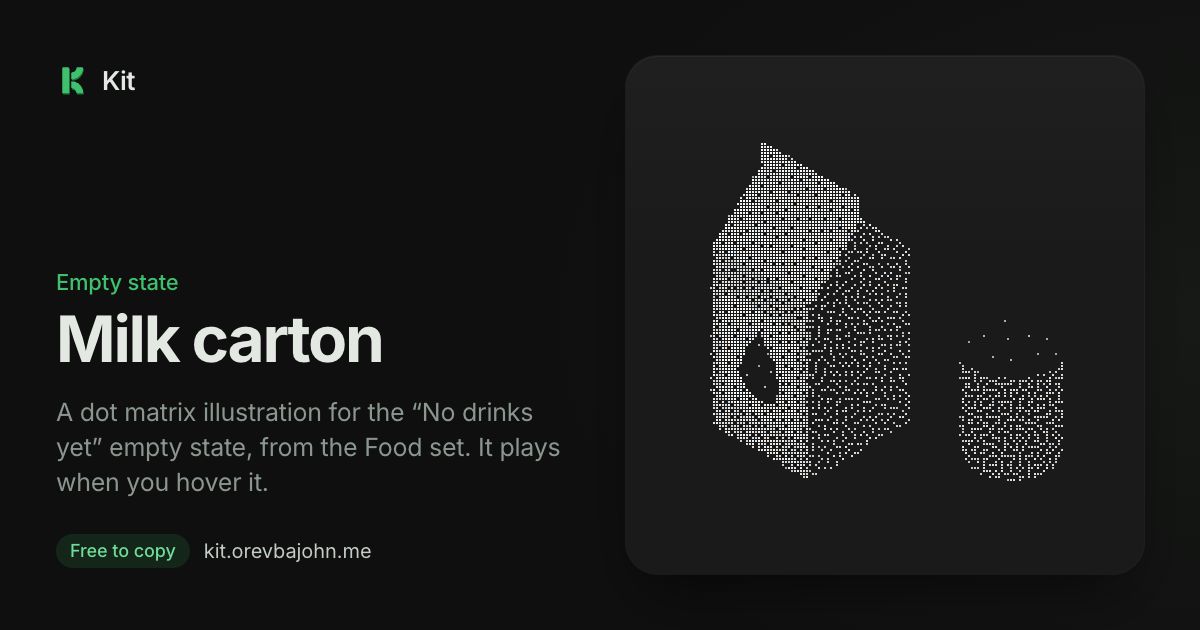 Kit
Empty state
Milk carton
A dot matrix illustration for the “No drinks
yet” empty state, from the Food set. It plays
when you hover it.
Free to copy
kit.orevbajohn.me